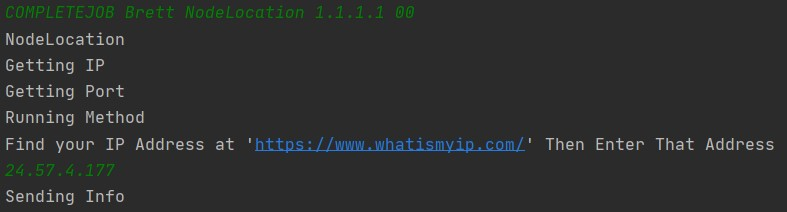 COMPLETEJOB Brett NodeLocation 1.1.1.1 00
NodeLocation
Getting IP
Getting Port
Running Method
Find your IP Address at 'https://www.whatismyip.com/' Then Enter That Address
24.57.4.177
Sending Info